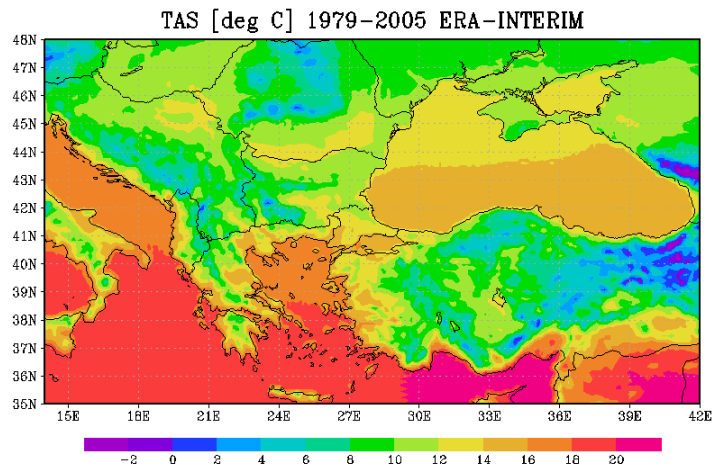 TAS [deg C] 1979-2005 ERA-INTERIM
48N
47N
46N
45N
44N
43N
42N
41N
40N
39N
38N
37N
36N
35N
15E 18E 21E 24E 27E 30E 33E 36E 39E 42E
-2 0 2 4 6 8 10 12 14 16 18 20